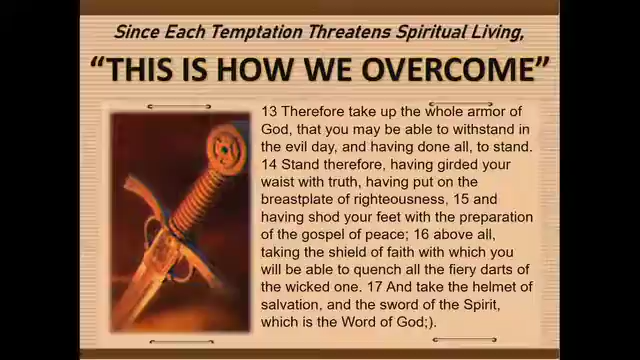 Since Each Temptation Threatens Spiritual Living,
“THIS IS HOW WE OVERCOME”
13 Therefore take up the whole armor of
God, that you may be able to withstand in
the evil day, and having done all, to stand.
14 Stand therefore, having girded your
waist with truth, having put on the
breastplate of righteousness, 15 and
having shod your feet with the preparation
of the gospel of peace; 16 above all,
taking the shield of faith with which you
will be able to quench all the fiery darts of
the wicked one. 17 And take the helmet of
salvation, and the sword of the Spirit,
which is the Word of God;).